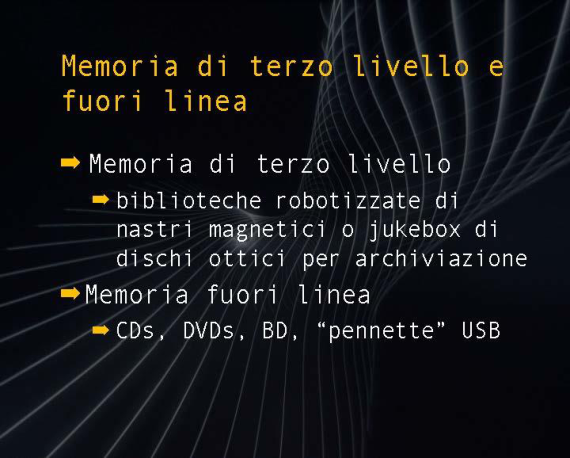 Memoria di terzo livello e
fuori linea
➡ Memoria di terzo livello
➡ biblioteche robotizzate di
nastri magnetici o jukebox di
dischi ottici per archiviazione
➡ Memoria fuori linea
➡ CDs, DVDs, BD, “pennette” USB